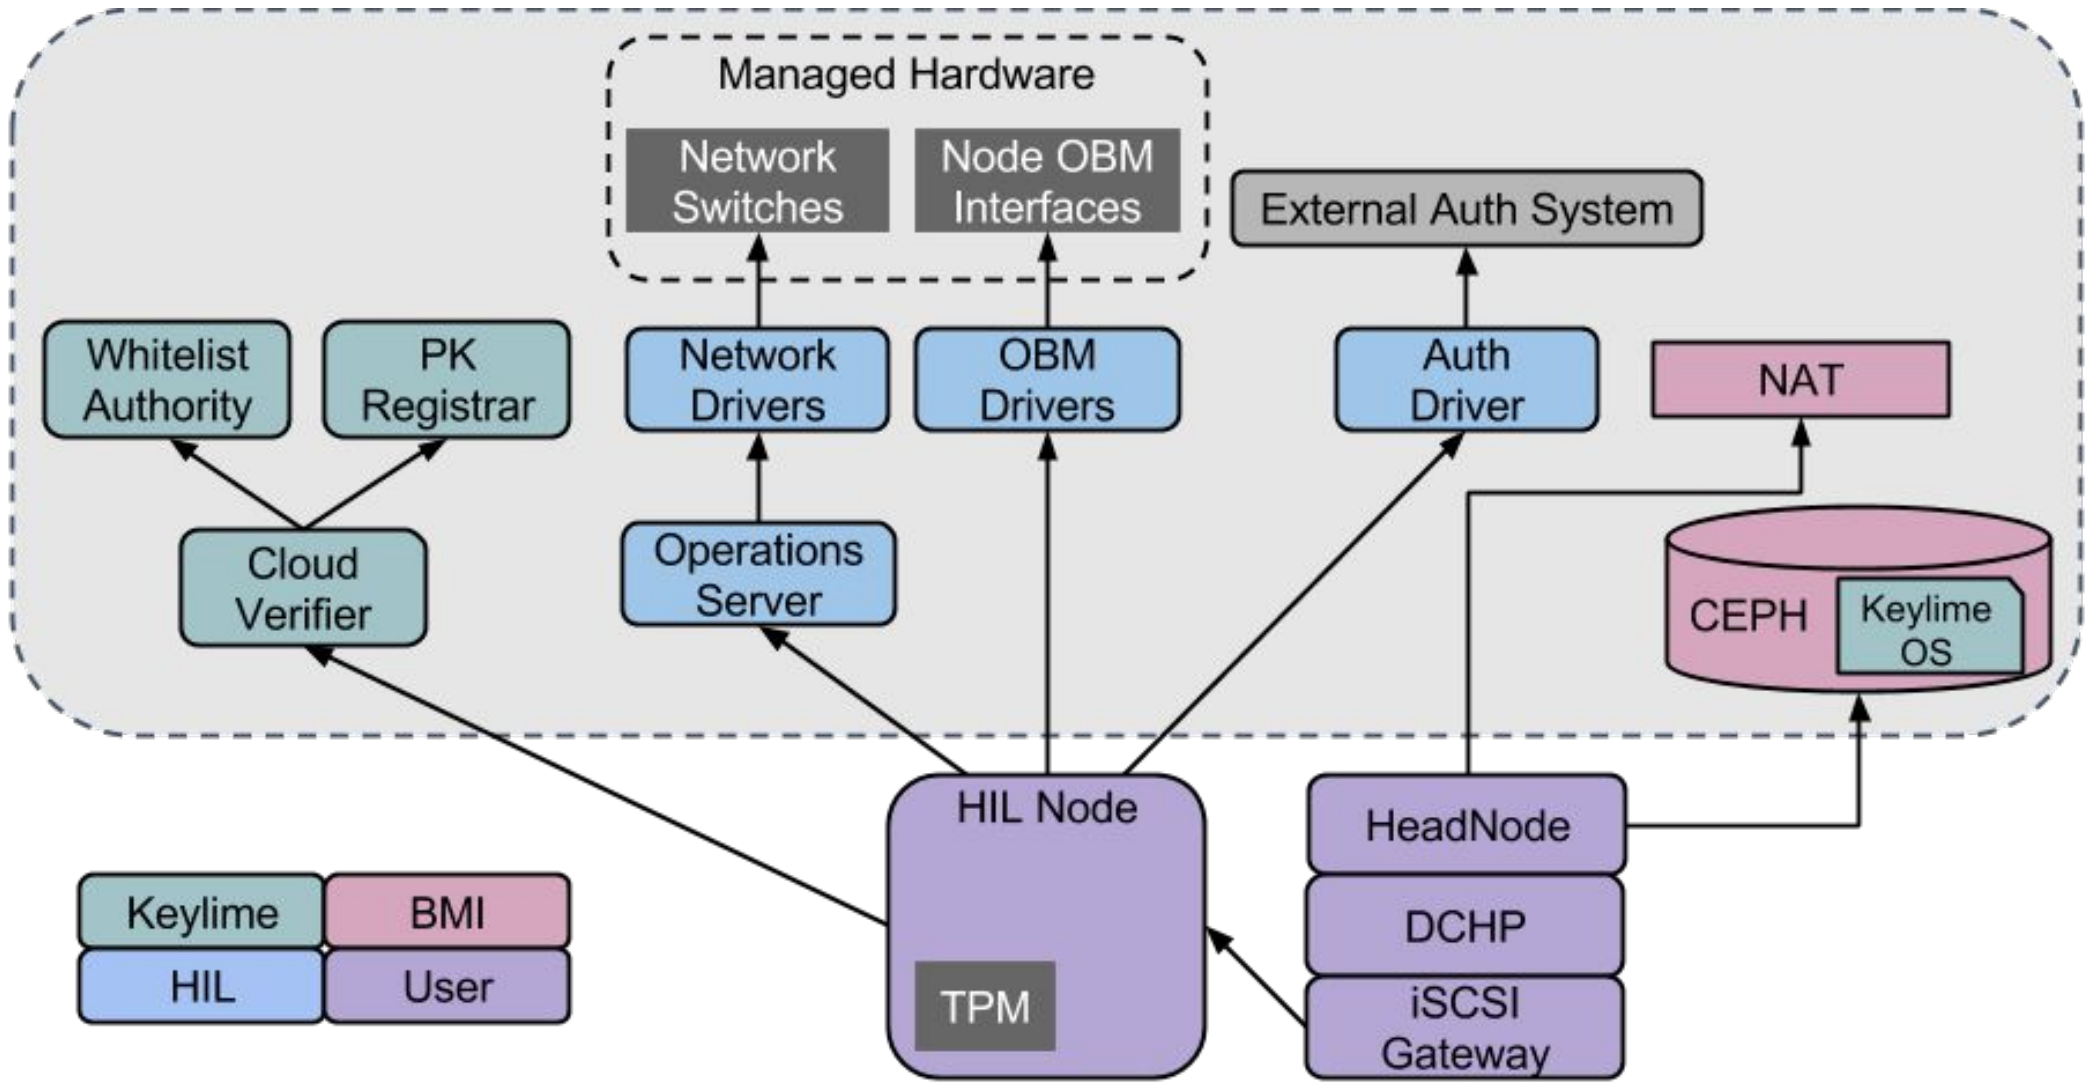 Managed Hardware
Network
Switches
Node OBM
Interfaces
External Auth System
Whitelist
Authority
PK
Registrar
Network
Drivers
OBM
Drivers
Auth
Driver
NAT
Cloud
Verifier
Operations
Server
CEPH
Keylime
OS
HIL Node
TPM
HeadNode
DCHP
iSCSI
Gateway
Keylime
BMI
HIL
User